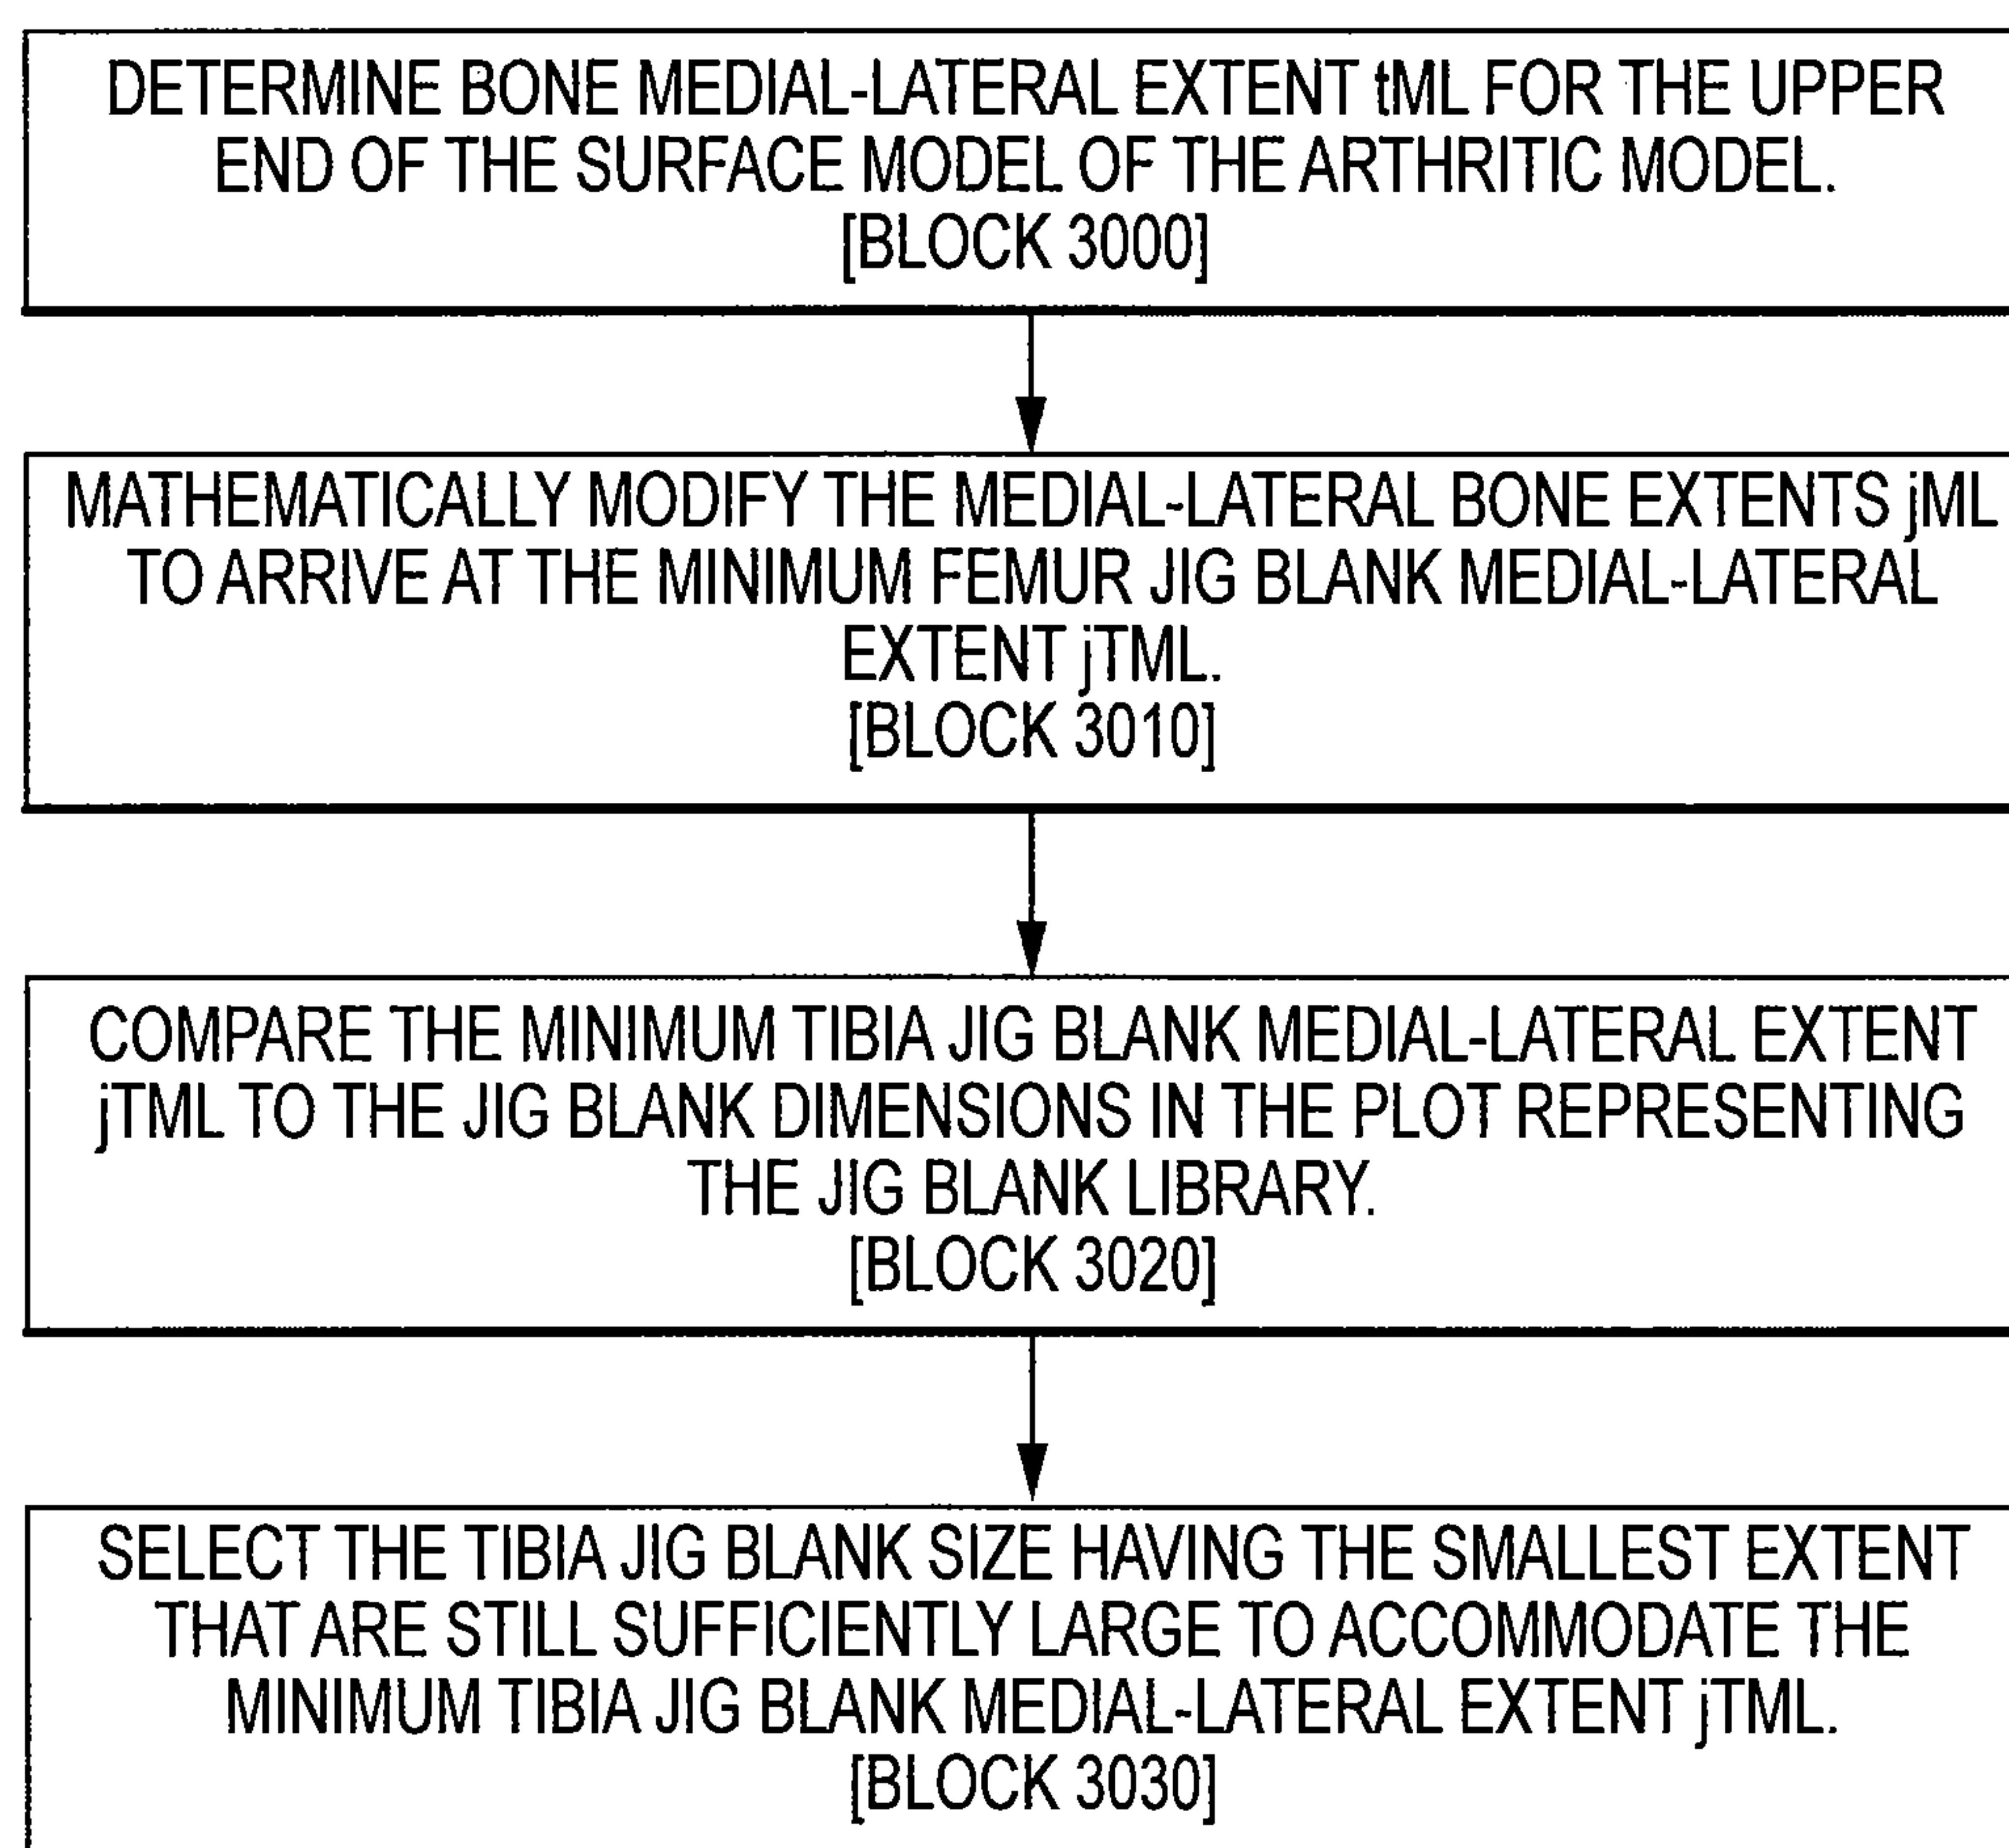 DETERMINE BONE MEDIAL-LATERAL EXTENT tML FOR THE UPPER
END OF THE SURFACE MODEL OF THE ARTHRITIC MODEL.
[BLOCK 3000]
MATHEMATICALLY MODIFY THE MEDIAL-LATERAL BONE EXTENTS jML
TO ARRIVE AT THE MINIMUM FEMUR JIG BLANK MEDIAL-LATERAL
EXTENT jTML.
[BLOCK 3010]
COMPARE THE MINIMUM TIBIA JIG BLANK MEDIAL-LATERAL EXTENT
jTML TO THE JIG BLANK DIMENSIONS IN THE PLOT REPRESENTING
THE JIG BLANK LIBRARY.
[BLOCK 3020]
SELECT THE TIBIA JIG BLANK SIZE HAVING THE SMALLEST EXTENT
THAT ARE STILL SUFFICIENTLY LARGE TO ACCOMMODATE THE
MINIMUM TIBIA JIG BLANK MEDIAL-LATERAL EXTENT jTML.
[BLOCK 3030]